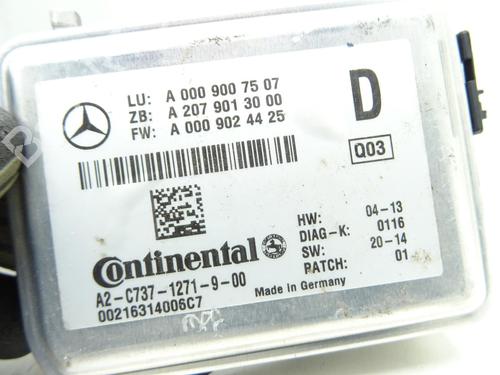 LU: A 000 900 75 07
ZB: A 207 901 30 00
FW: A 000 902 44 25
D
Q03
Continental
A2-C737-1271-9-00
00216314006C7
HW: 04-13
DIAG-K: 0116
SW: 20-14
PATCH: 01
Made in Germany